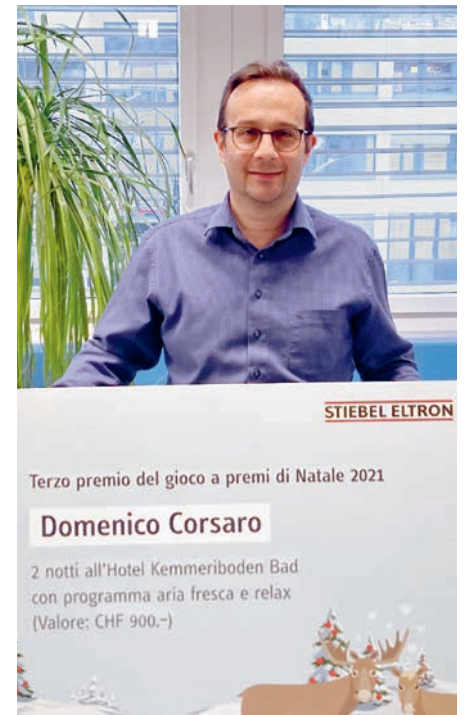 STIEBEL ELTRON
Terzo premio del gioco a premi di Natale 2021
Domenico Corsaro
2 notti all'Hotel Kemmeriboden Bad
con programma aria fresca e relax
(Valore: CHF 900.–)